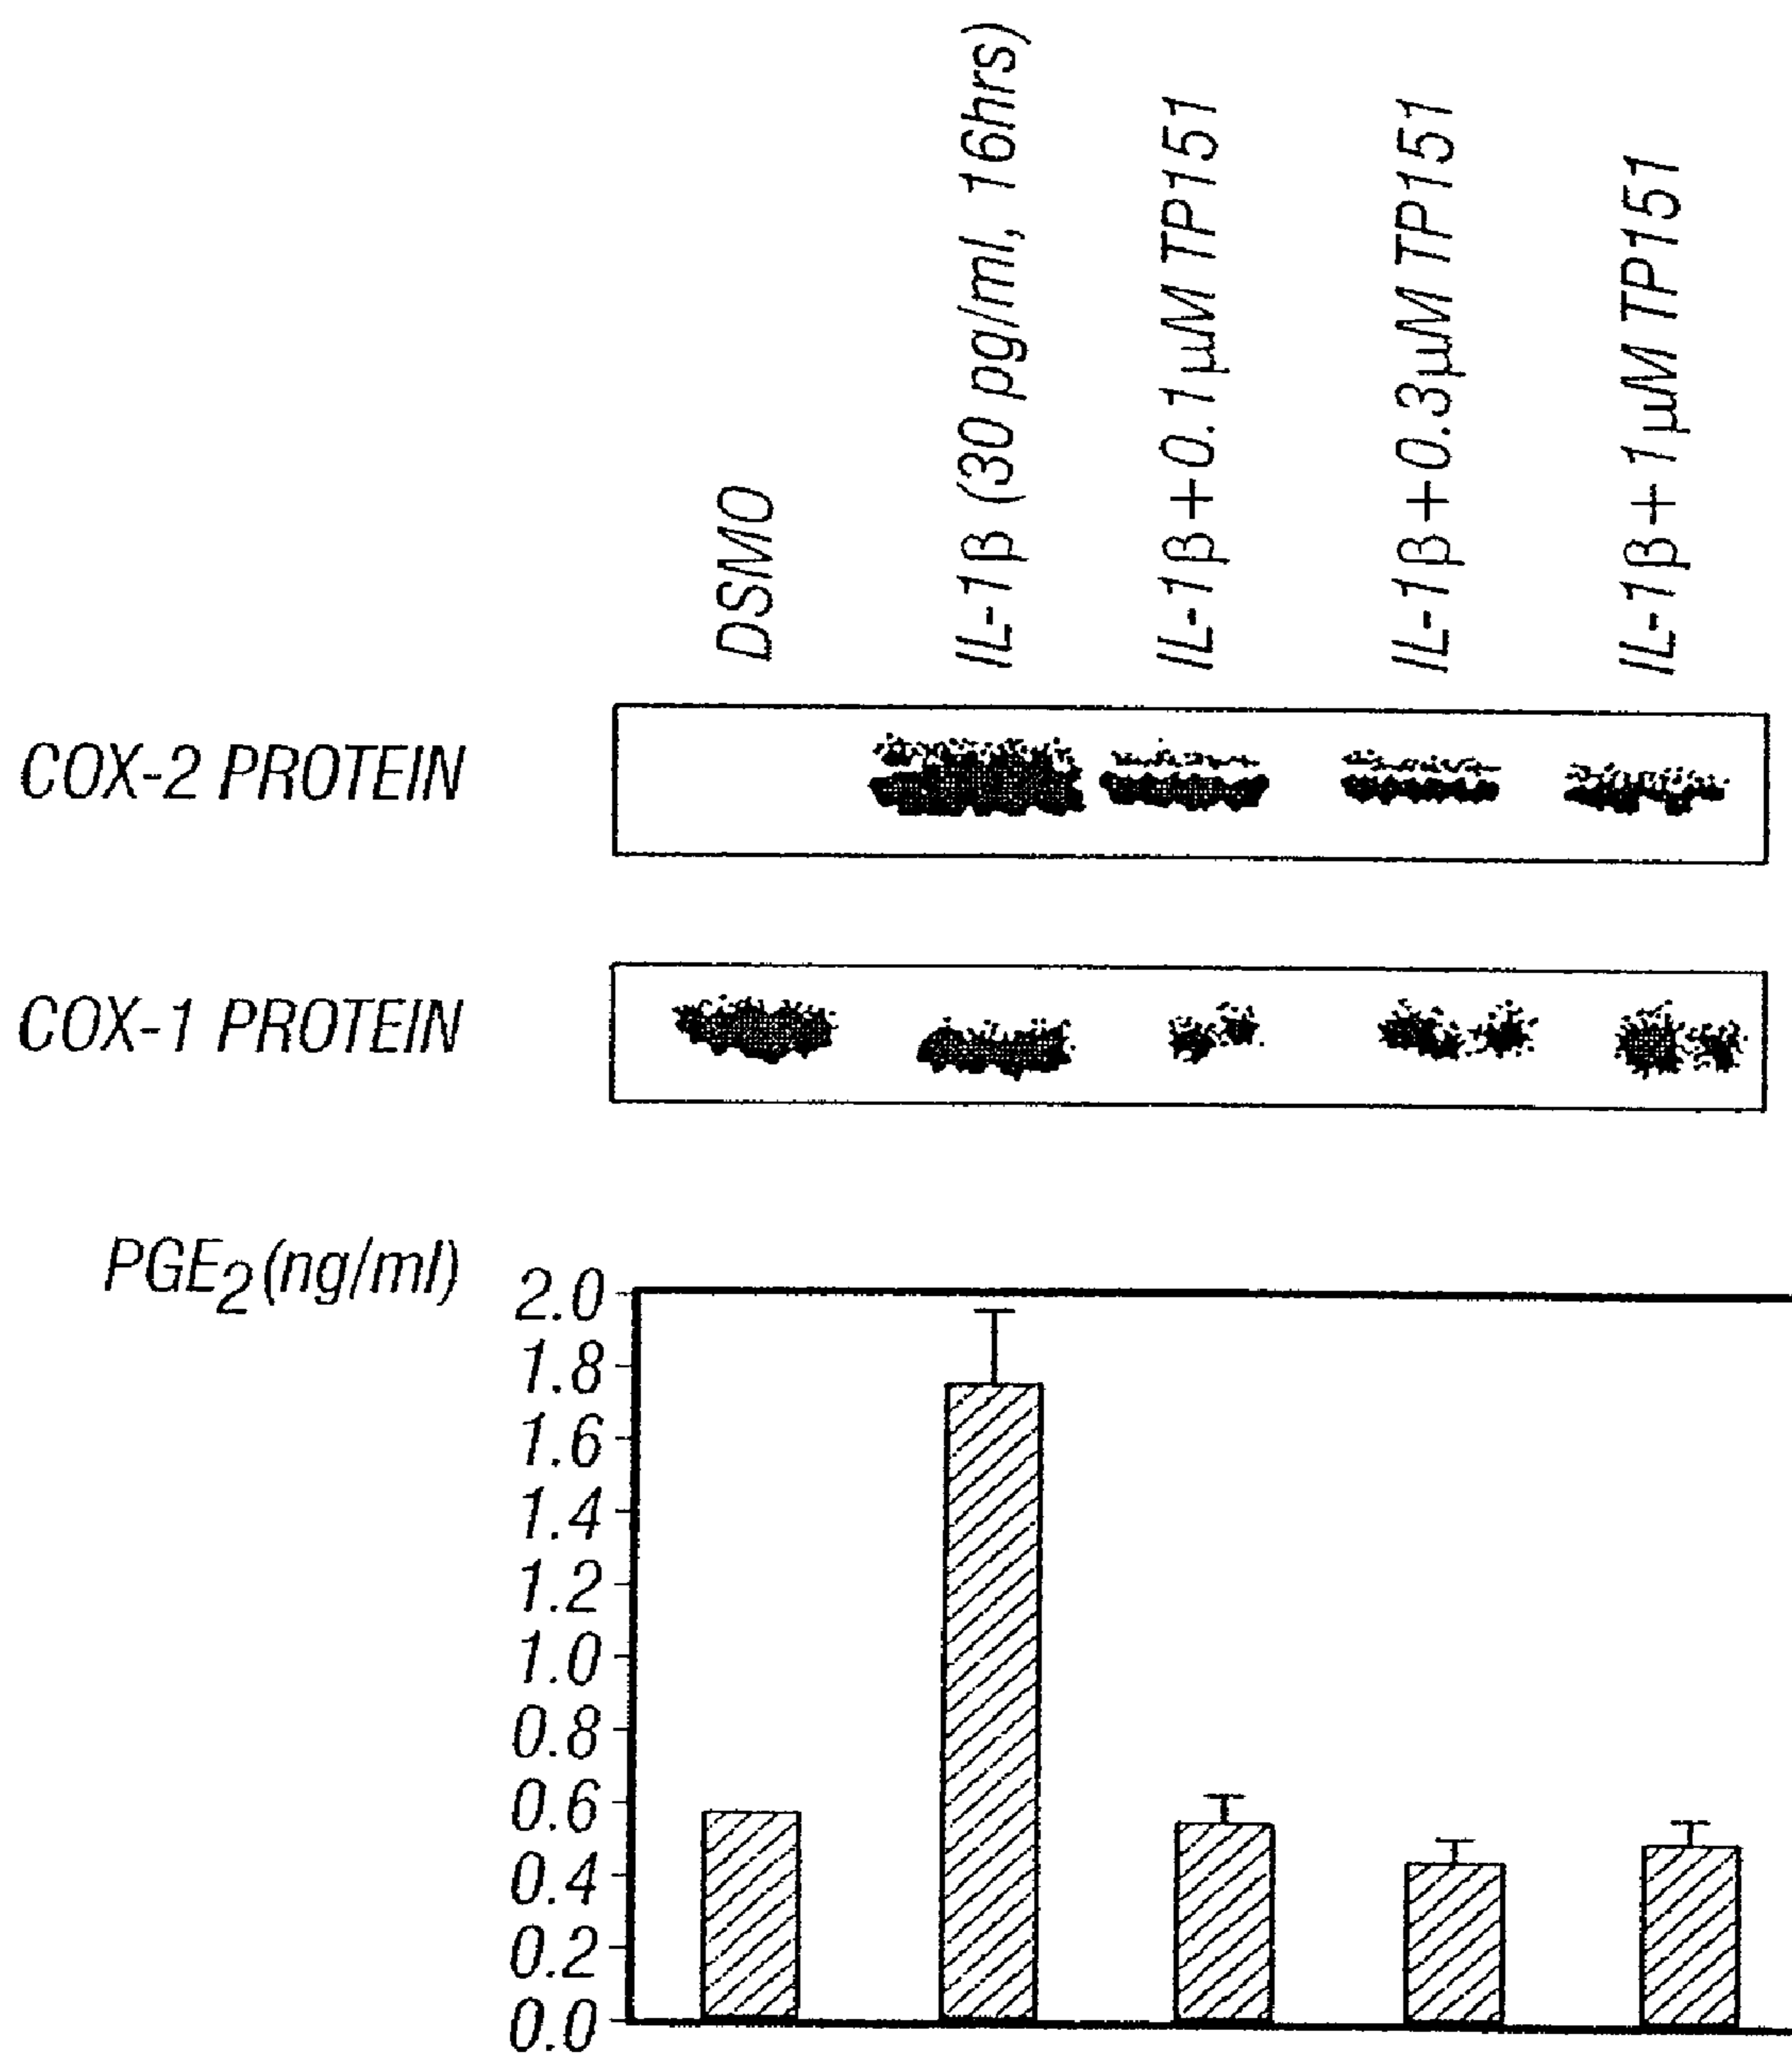 DSMO
IL-1β (30 pg/ml, 16hrs)
IL-1β+0.1μM TP151
IL-1β+0.3μM TP151
IL-1β+1μM TP151
COX-2 PROTEIN
COX-1 PROTEIN
PGE2(ng/ml)
2.0
1.8
1.6
1.4
1.2
1.0
0.8
0.6
0.4
0.2
0.0